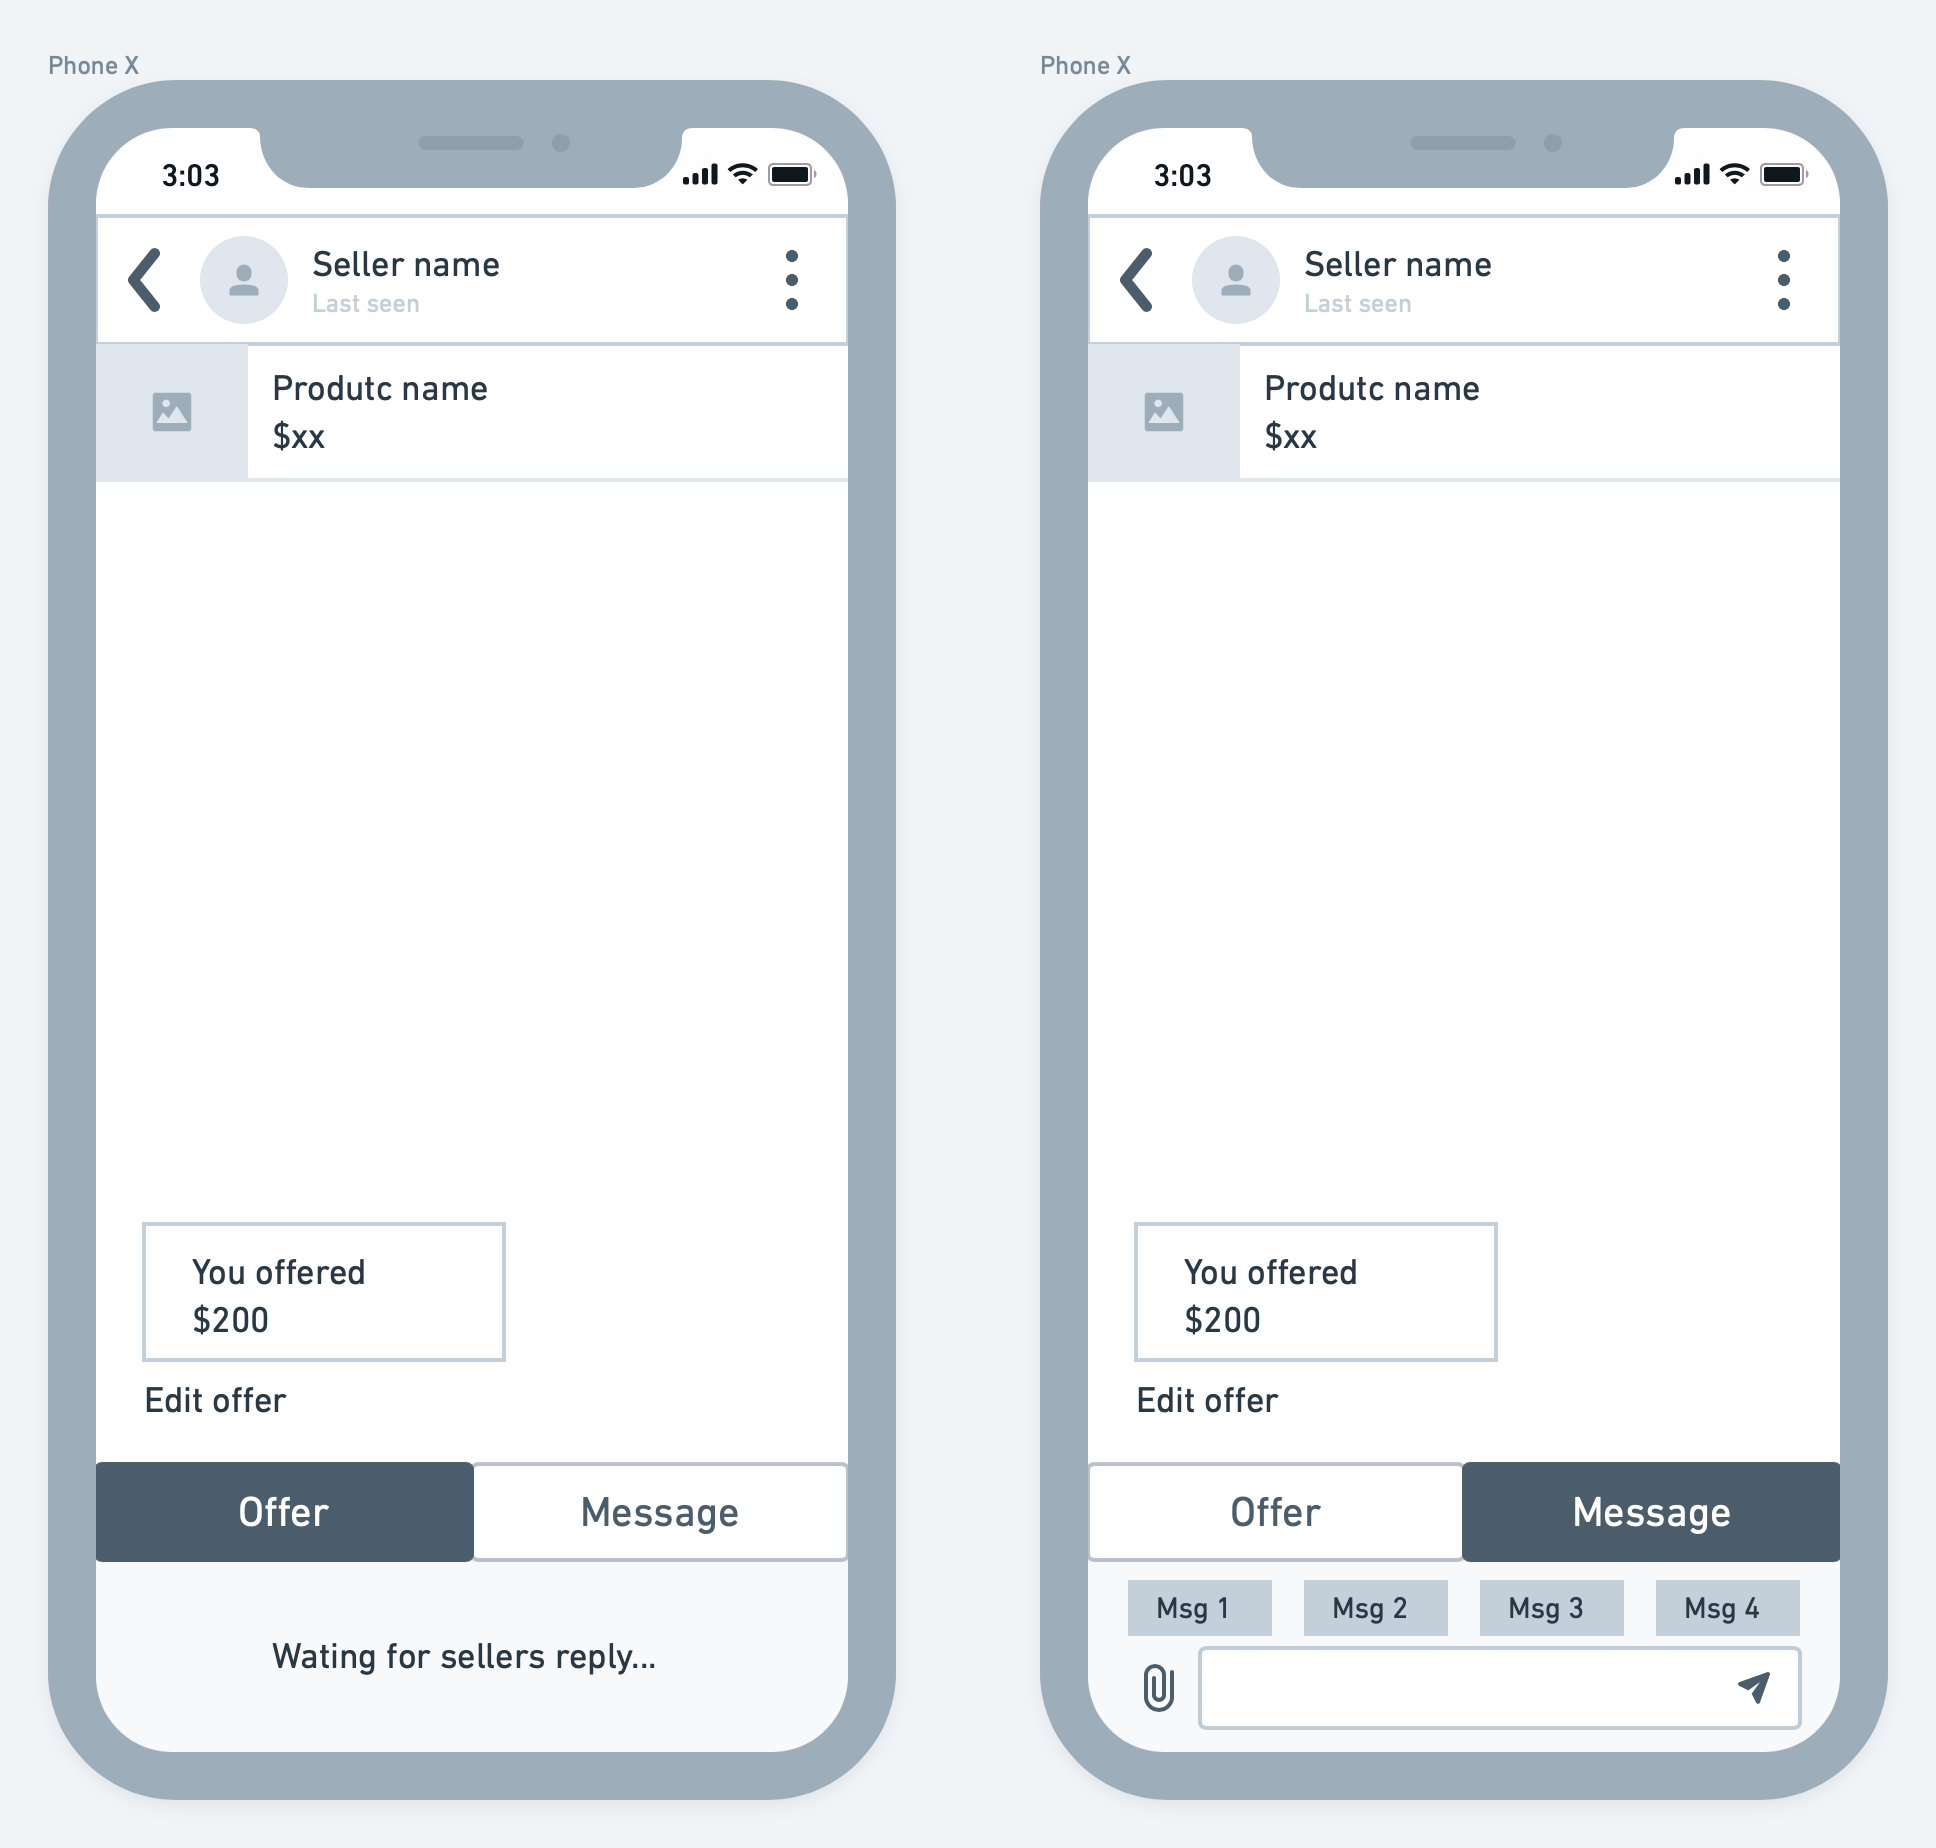 Phone X
3:03
Seller name
Last seen
Produtc name
$xx
You offered
$200
Edit offer
Offer
Message
Wating for sellers reply...
Phone X
3:03
Seller name
Last seen
Produtc name
$xx
You offered
$200
Edit offer
Offer
Message
Msg 1
Msg 2
Msg 3
Msg 4